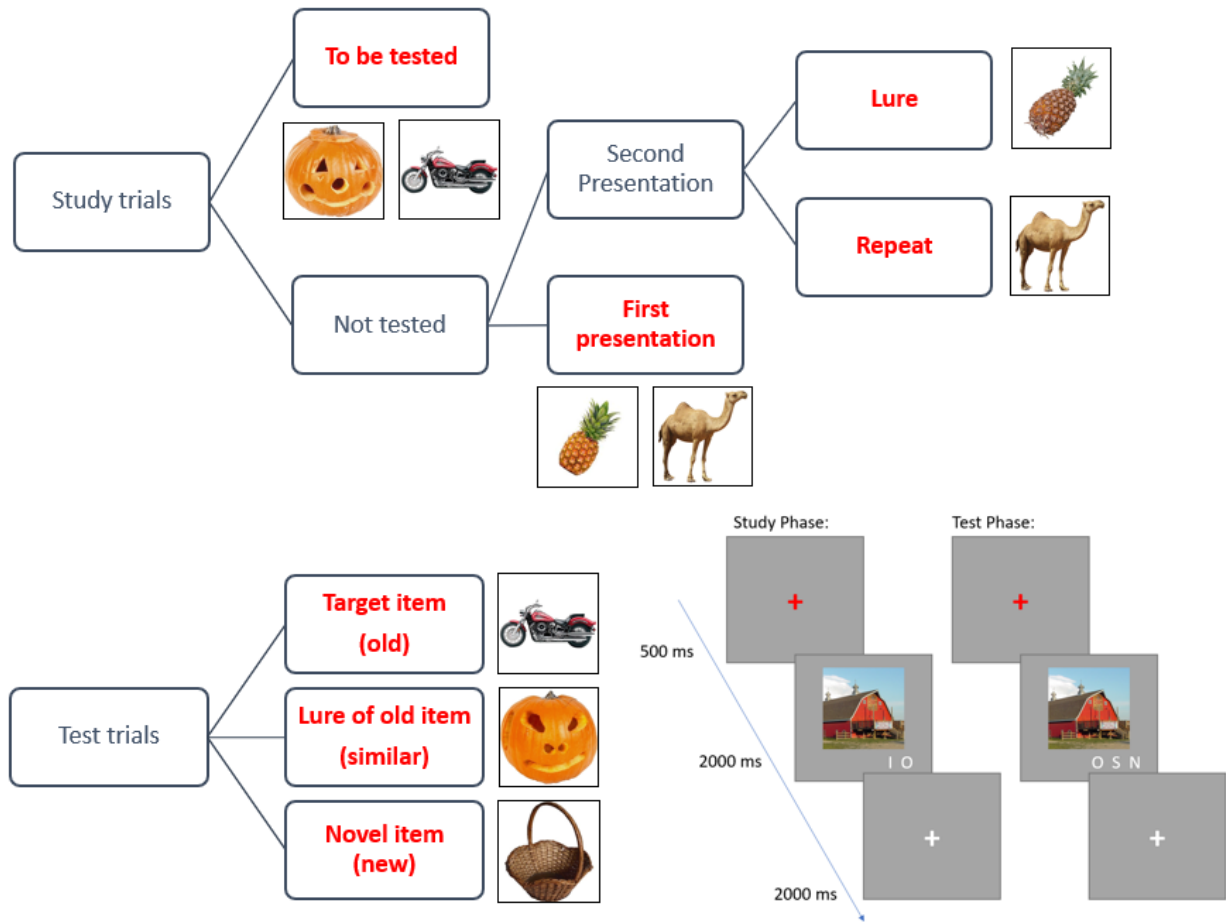 To be tested
Study trials
Not tested
Second
Presentation
First
presentation
Lure
Repeat
Test trials
Target item
(old)
Lure of old item
(similar)
Novel item
(new)
Study Phase:
Test Phase:
500 ms
2000 ms
2000 ms
I O
O S N